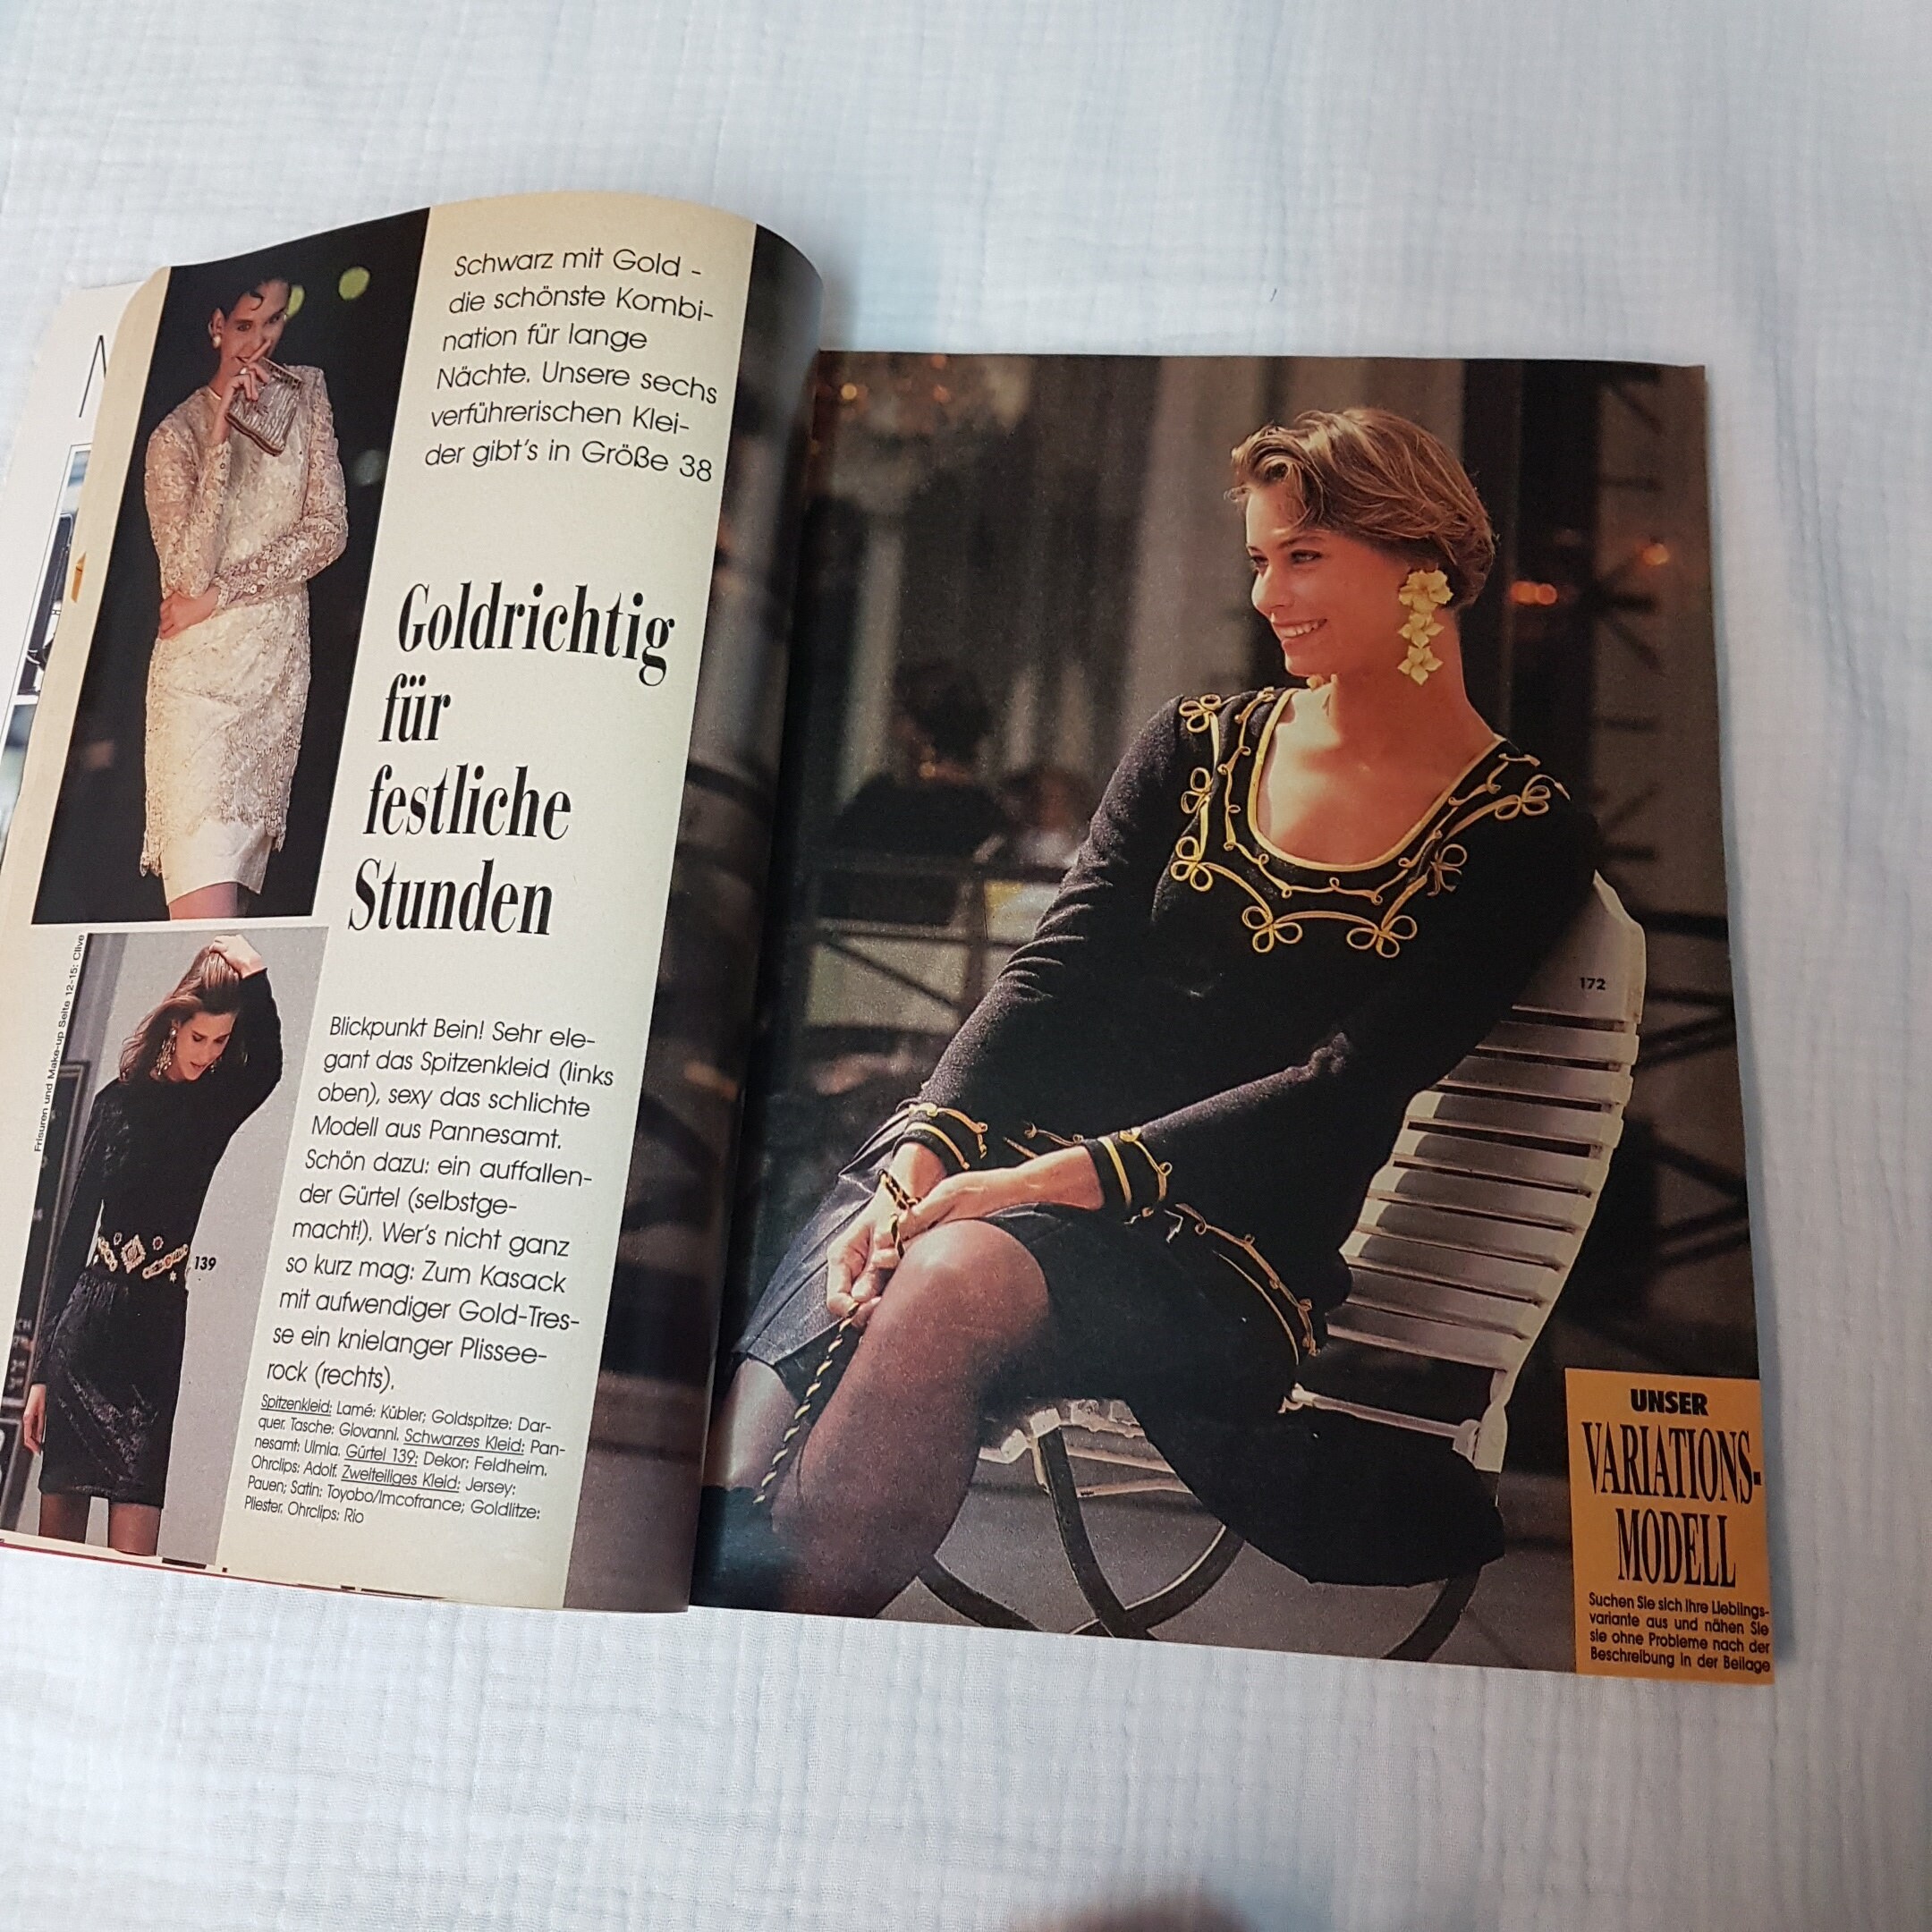 Schwarz mit Gold -
die schönste Kombi-
nation für lange
Nächte. Unsere sechs
verführerischen Klei-
der gibt's in Größe 38
Goldrichtig
für
festliche
Stunden
Frisuren und Make-up Seite 12-15: Clive
139
Blickpunkt Bein! Sehr ele-
gant das Spitzenkleid (links
oben), sexy das schlichte
Modell aus Pannesamt.
Schön dazu: ein auffallen-
der Gürtel (selbstge-
macht!). Wer's nicht ganz
so kurz mag: Zum Kasack
mit aufwendiger Gold-Tres-
se ein knielanger Plissee-
rock (rechts).
Spitzenkleid: Lamé: Kübler; Goldspitze: Dar-
quer. Tasche: Giovanni. Schwarzes Kleid: Pan-
nesamt: Ulmia. Gürtel 139: Dekor: Feldheim.
Ohrclips: Adolf. Zweiteiliges Kleid: Jersey:
Pauen; Satin: Toyobo/Imcofrance; Goldlitze:
Pliester. Ohrclips: Rio
172
UNSER
VARIATIONS-
MODELL
Suchen Sie sich Ihre Lieblings-
variante aus und nähen Sie
sie ohne Probleme nach der
Beschreibung in der Beilage